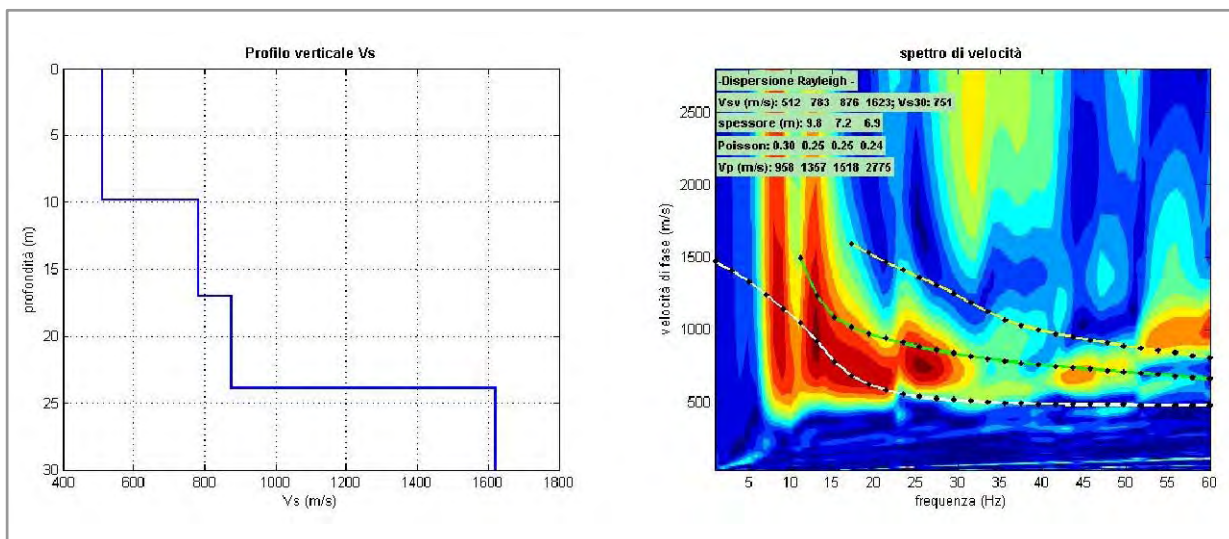 Profilo verticale Vs
0
5
10
15
20
25
30
profondità (m)
400 600 800 1000 1200 1400 1600 1800
Vs (m/s)
spettro di velocità
-Dispersione Rayleigh -
Vsv (m/s): 512 783 876 1623; Vs30: 751
spessore (m): 9.8 7.2 6.9
Poisson: 0.30 0.25 0.25 0.24
Vp (m/s): 958 1357 1518 2775
2500
2000
1500
1000
500
velocità di fase (m/s)
5 10 15 20 25 30 35 40 45 50 55 60
frequenza (Hz)